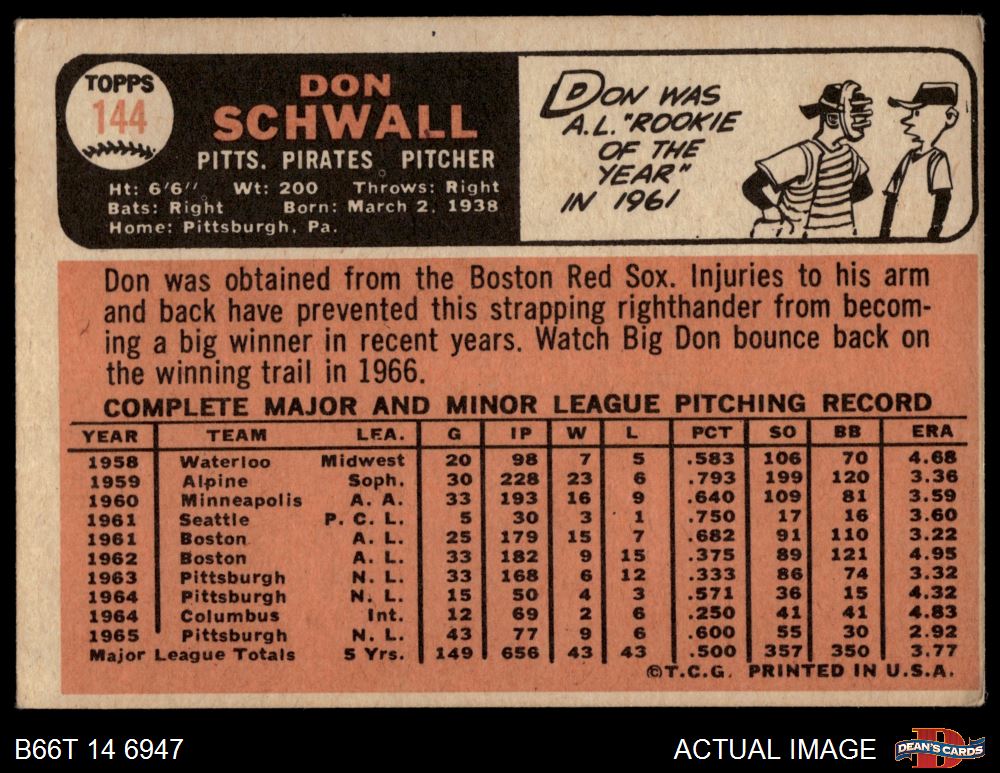 TOPPS
144
DON
SCHWALL
PITTS. PIRATES PITCHER
Ht: 6'6" Wt: 200 Throws: Right
Bats: Right Born: March 2, 1938
Home: Pittsburgh, Pa.
DON WAS
A.L. "ROOKIE
OF THE
YEAR"
IN 1961
Don was obtained from the Boston Red Sox. Injuries to his arm
and back have prevented this strapping righthander from becom-
ing a big winner in recent years. Watch Big Don bounce back on
the winning trail in 1966.
COMPLETE MAJOR AND MINOR LEAGUE PITCHING RECORD
YEAR TEAM LEA. G IP W L PCT SO BB ERA
1958 Waterloo Midwest 20 98 7 5 .583 106 70 4.68
1959 Alpine Soph. 30 228 23 6 .793 199 120 3.36
1960 Minneapolis A. A. 33 193 16 9 .640 109 81 3.59
1961 Seattle P. C. L. 5 30 3 1 .750 17 16 3.60
1961 Boston A. L. 25 179 15 7 .682 91 110 3.22
1962 Boston A. L. 33 182 9 15 .375 89 121 4.95
1963 Pittsburgh N. L. 33 168 6 12 .333 86 74 3.32
1964 Pittsburgh N. L. 15 50 4 3 .571 36 15 4.32
1964 Columbus Int. 12 69 2 6 .250 41 41 4.83
1965 Pittsburgh N. L. 43 77 9 6 .600 55 30 2.92
Major League Totals 5 Yrs. 149 656 43 43 .500 357 350 3.77
©T.C.G. PRINTED IN U.S.A.
B66T 14 6947
ACTUAL IMAGE
D
DEAN'S CARDS